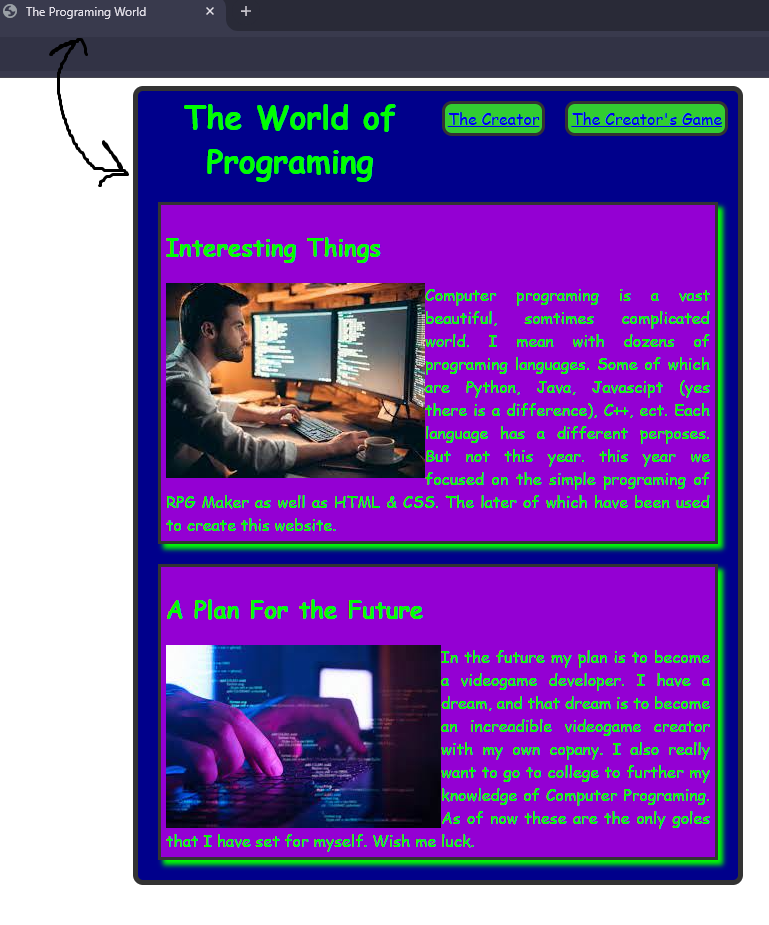 The Programing World
The World of
Programing
The Creator
The Creator's Game
Interesting Things
Computer programing is a vast
beautiful, somtimes complicated
world. I mean with dozens of
programing languages. Some of which
are Python, Java, Javascipt (yes
there is a difference), C++, ect. Each
language has a different perposes.
But not this year. this year we
focused on the simple programing of
RPG Maker as well as HTML & CSS. The later of which have been used
to create this website.
A Plan For the Future
In the future my plan is to become
a videogame developer. I have a
dream, and that dream is to become
an increadible videogame creator
with my own copany. I also really
want to go to college to further my
knowledge of Computer Programing.
As of now these are the only goles
that I have set for myself. Wish me luck.